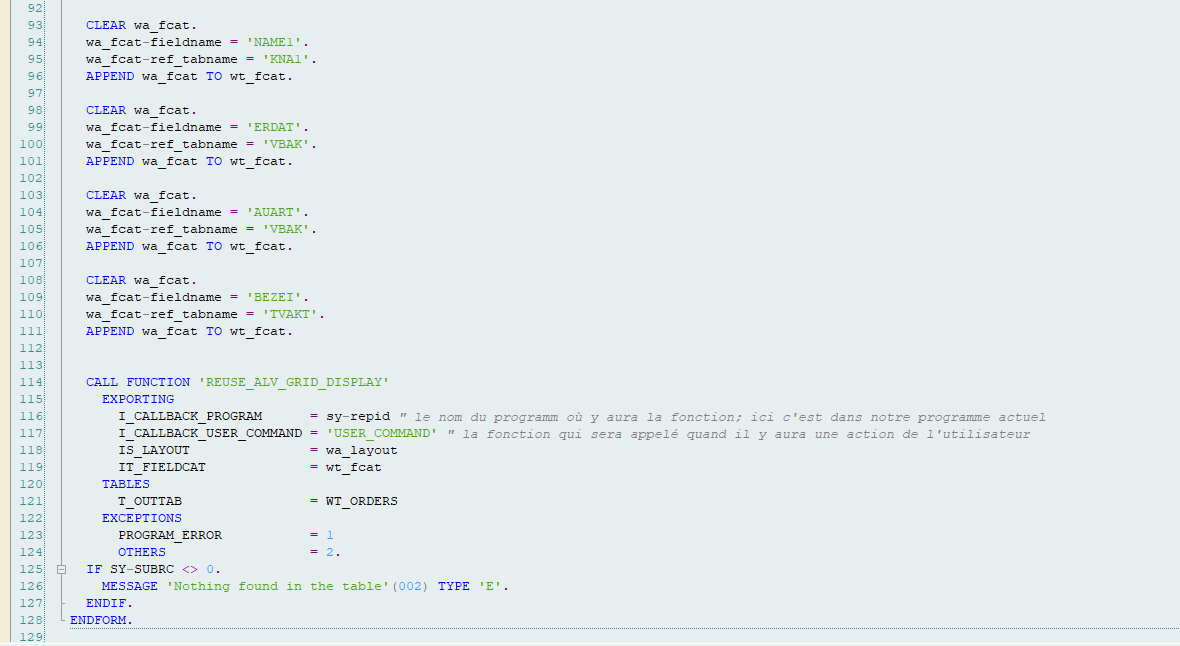 92
93 CLEAR wa_fcat.
94 wa_fcat-fieldname = 'NAME1'.
95 wa_fcat-ref_tabname = 'KNA1'.
96 APPEND wa_fcat TO wt_fcat.
97
98 CLEAR wa_fcat.
99 wa_fcat-fieldname = 'ERDAT'.
100 wa_fcat-ref_tabname = 'VBAK'.
101 APPEND wa_fcat TO wt_fcat.
102
103 CLEAR wa_fcat.
104 wa_fcat-fieldname = 'AUART'.
105 wa_fcat-ref_tabname = 'VBAK'.
106 APPEND wa_fcat TO wt_fcat.
107
108 CLEAR wa_fcat.
109 wa_fcat-fieldname = 'BEZEI'.
110 wa_fcat-ref_tabname = 'TVAKT'.
111 APPEND wa_fcat TO wt_fcat.
112
113
114 CALL FUNCTION 'REUSE_ALV_GRID_DISPLAY'
115 EXPORTING
116 I_CALLBACK_PROGRAM = sy-repid " le nom du programm où y aura la fonction; ici c'est dans notre programme actuel
117 I_CALLBACK_USER_COMMAND = 'USER_COMMAND' " la fonction qui sera appelé quand il y aura une action de l'utilisateur
118 IS_LAYOUT = wa_layout
119 IT_FIELDCAT = wt_fcat
120 TABLES
121 T_OUTTAB = WT_ORDERS
122 EXCEPTIONS
123 PROGRAM_ERROR = 1
124 OTHERS = 2.
125 IF SY-SUBRC <> 0.
126 MESSAGE 'Nothing found in the table'(002) TYPE 'E'.
127 ENDIF.
128 ENDFORM.
129